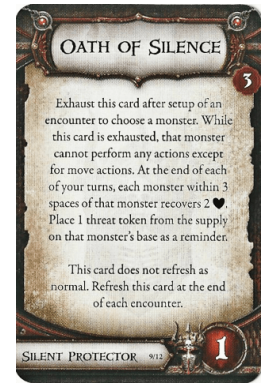 OATH OF SILENCE
3
Exhaust this card after setup of an
encounter to choose a monster. While
this card is exhausted, that monster
cannot perform any actions except
for move actions. At the end of each
of your turns, each monster within 3
spaces of that monster recovers 2 ♥.
Place 1 threat token from the supply
on that monster's base as a reminder.
This card does not refresh as
normal. Refresh this card at the end
of each encounter.
SILENT PROTECTOR 9/12
1